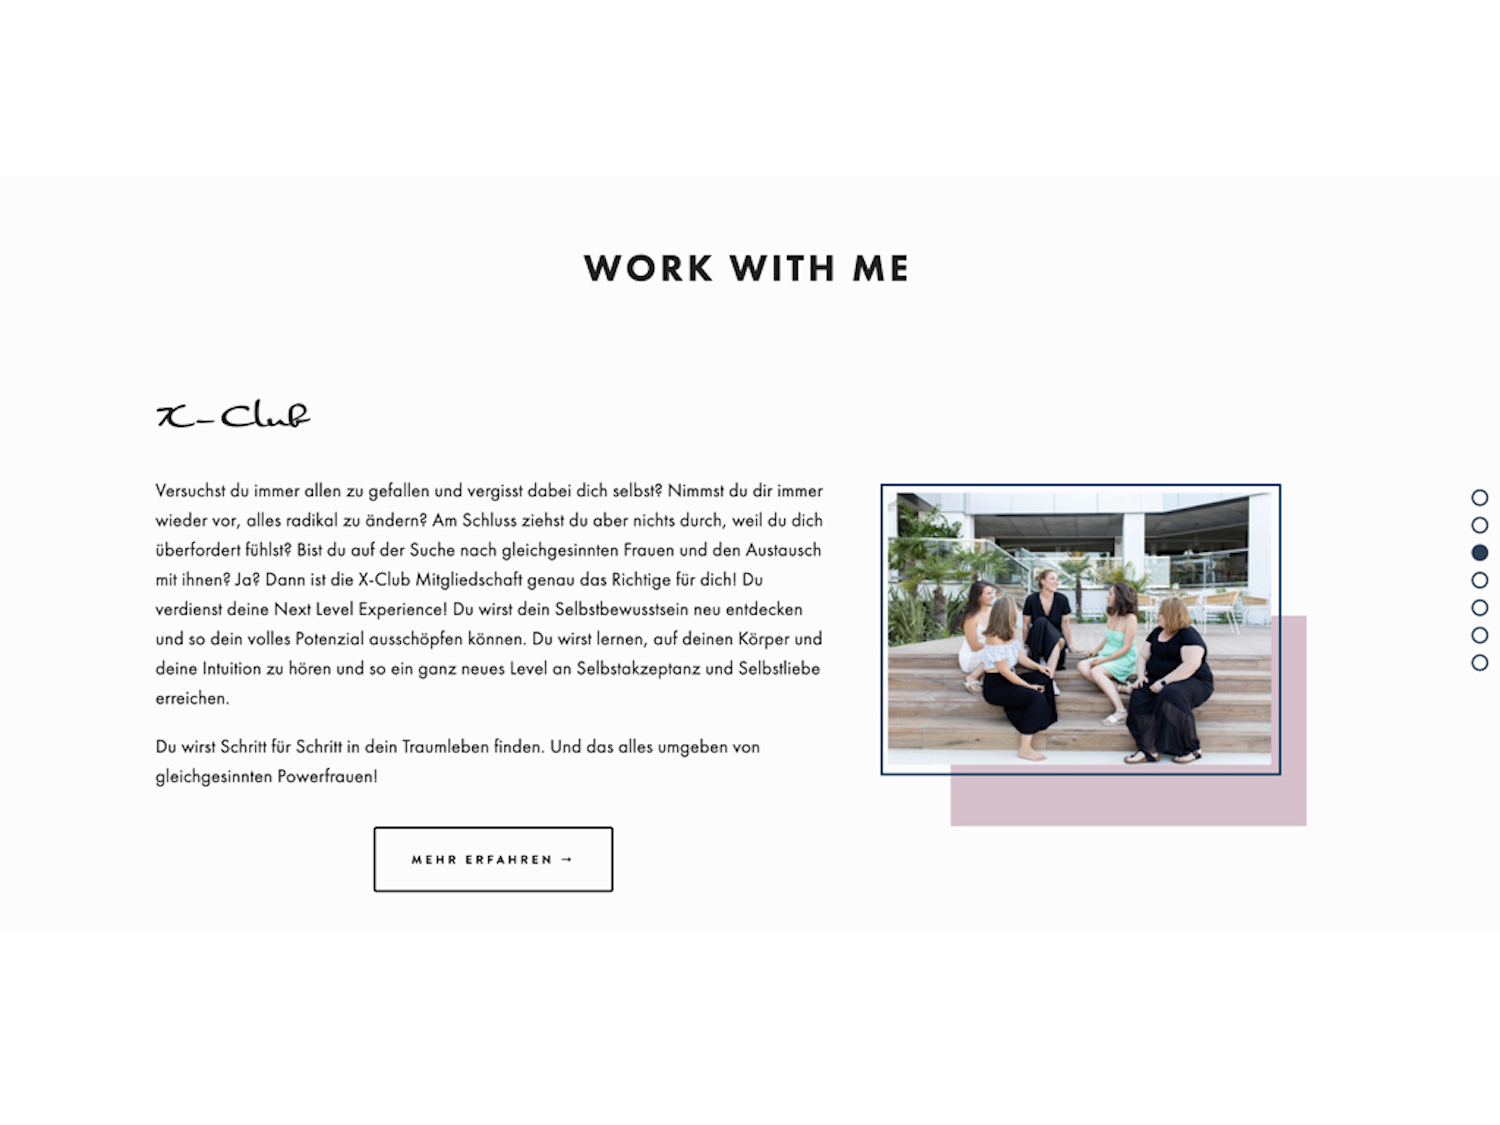 WORK WITH ME
X-Club
Versuchst du immer allen zu gefallen und vergisst dabei dich selbst? Nimmst du dir immer
wieder vor, alles radikal zu ändern? Am Schluss ziehst du aber nichts durch, weil du dich
überfordert fühlst? Bist du auf der Suche nach gleichgesinnten Frauen und den Austausch
mit ihnen? Ja? Dann ist die X-Club Mitgliedschaft genau das Richtige für dich! Du
verdienst deine Next Level Experience! Du wirst dein Selbstbewusstsein neu entdecken
und so dein volles Potenzial ausschöpfen können. Du wirst lernen, auf deinen Körper und
deine Intuition zu hören und so ein ganz neues Level an Selbstakzeptanz und Selbstliebe
erreichen.
Du wirst Schritt für Schritt in dein Traumleben finden. Und das alles umgeben von
gleichgesinnten Powerfrauen!
MEHR ERFAHREN →